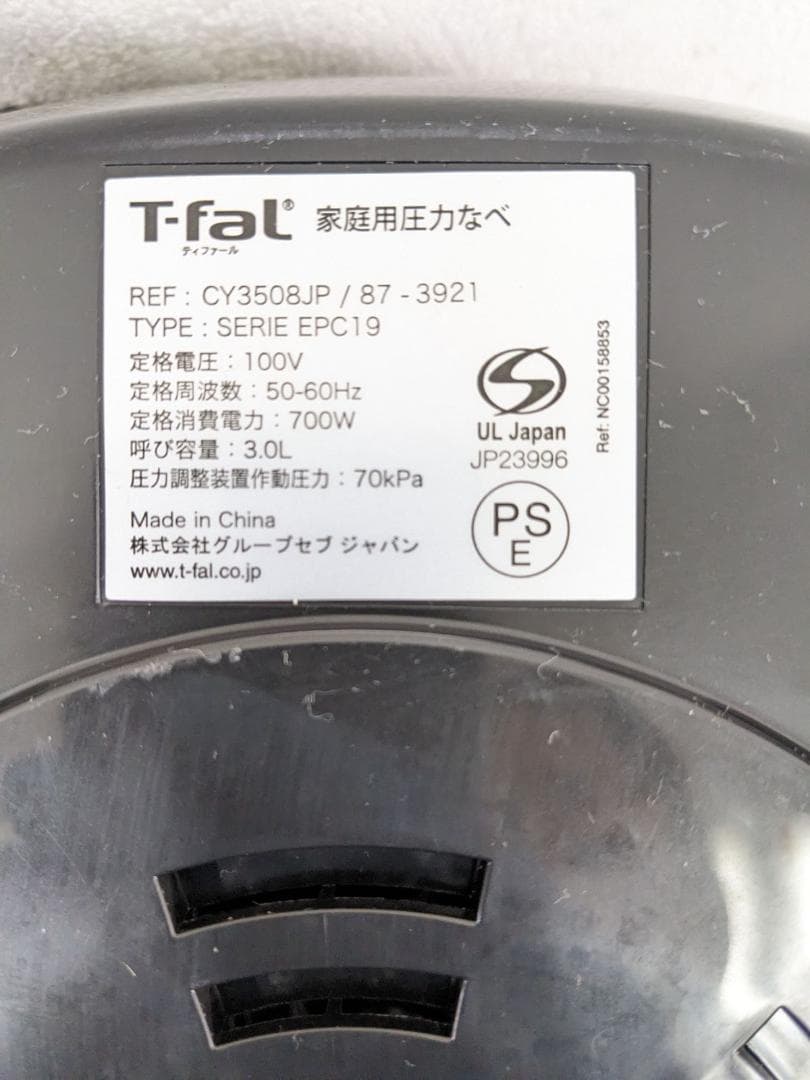 T-fal® 家庭用圧力なべ
ティファール
REF : CY3508JP / 87 - 3921
TYPE : SERIE EPC19
定格電圧 : 100V
定格周波数 : 50-60Hz
定格消費電力 : 700W
呼び容量 : 3.0L
圧力調整装置作動圧力 : 70kPa
Made in China
株式会社グループセブ ジャパン
www.t-fal.co.jp
S
UL Japan
JP23996
PS
E
Ref: NC00158853